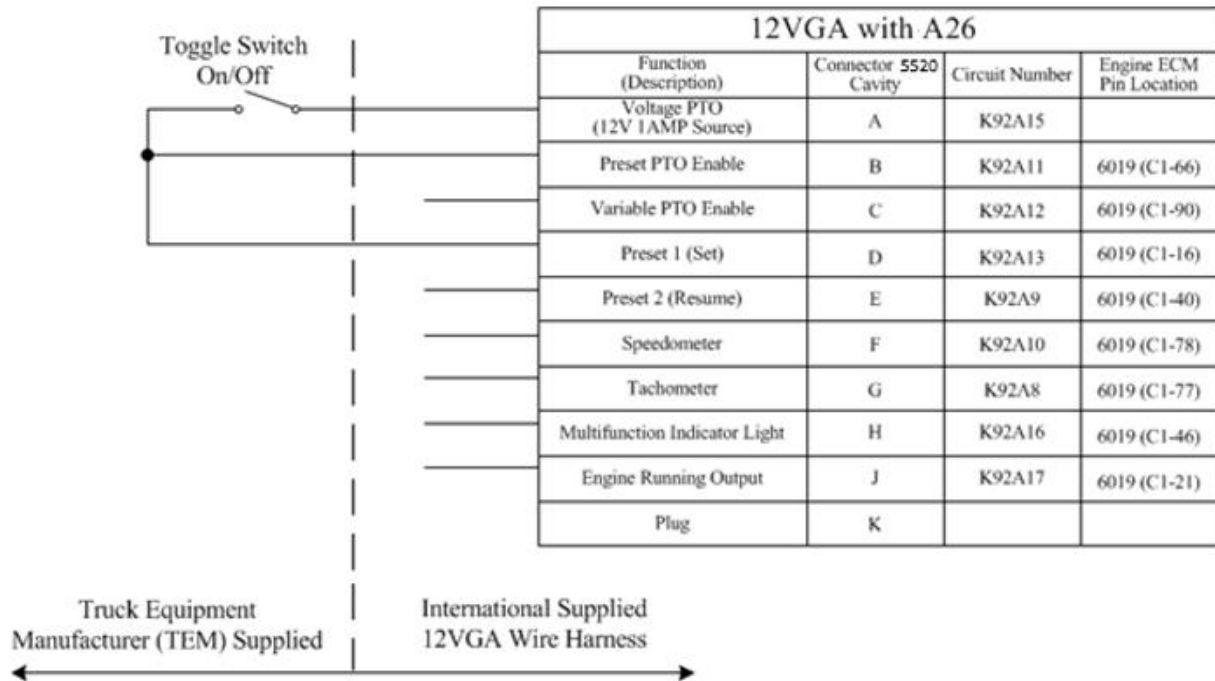 12VGA with A26
Toggle Switch
On/Off
Function
(Description)
Connector 5520
Cavity
Circuit Number
Engine ECM
Pin Location
Voltage PTO
(12V 1AMP Source)
A
K92A15
Preset PTO Enable
B
K92A11
6019 (C1-66)
Variable PTO Enable
C
K92A12
6019 (C1-90)
Preset 1 (Set)
D
K92A13
6019 (C1-16)
Preset 2 (Resume)
E
K92A9
6019 (C1-40)
Speedometer
F
K92A10
6019 (C1-78)
Tachometer
G
K92A8
6019 (C1-77)
Multifunction Indicator Light
H
K92A16
6019 (C1-46)
Engine Running Output
J
K92A17
6019 (C1-21)
Plug
K
Truck Equipment
Manufacturer (TEM) Supplied
International Supplied
12VGA Wire Harness